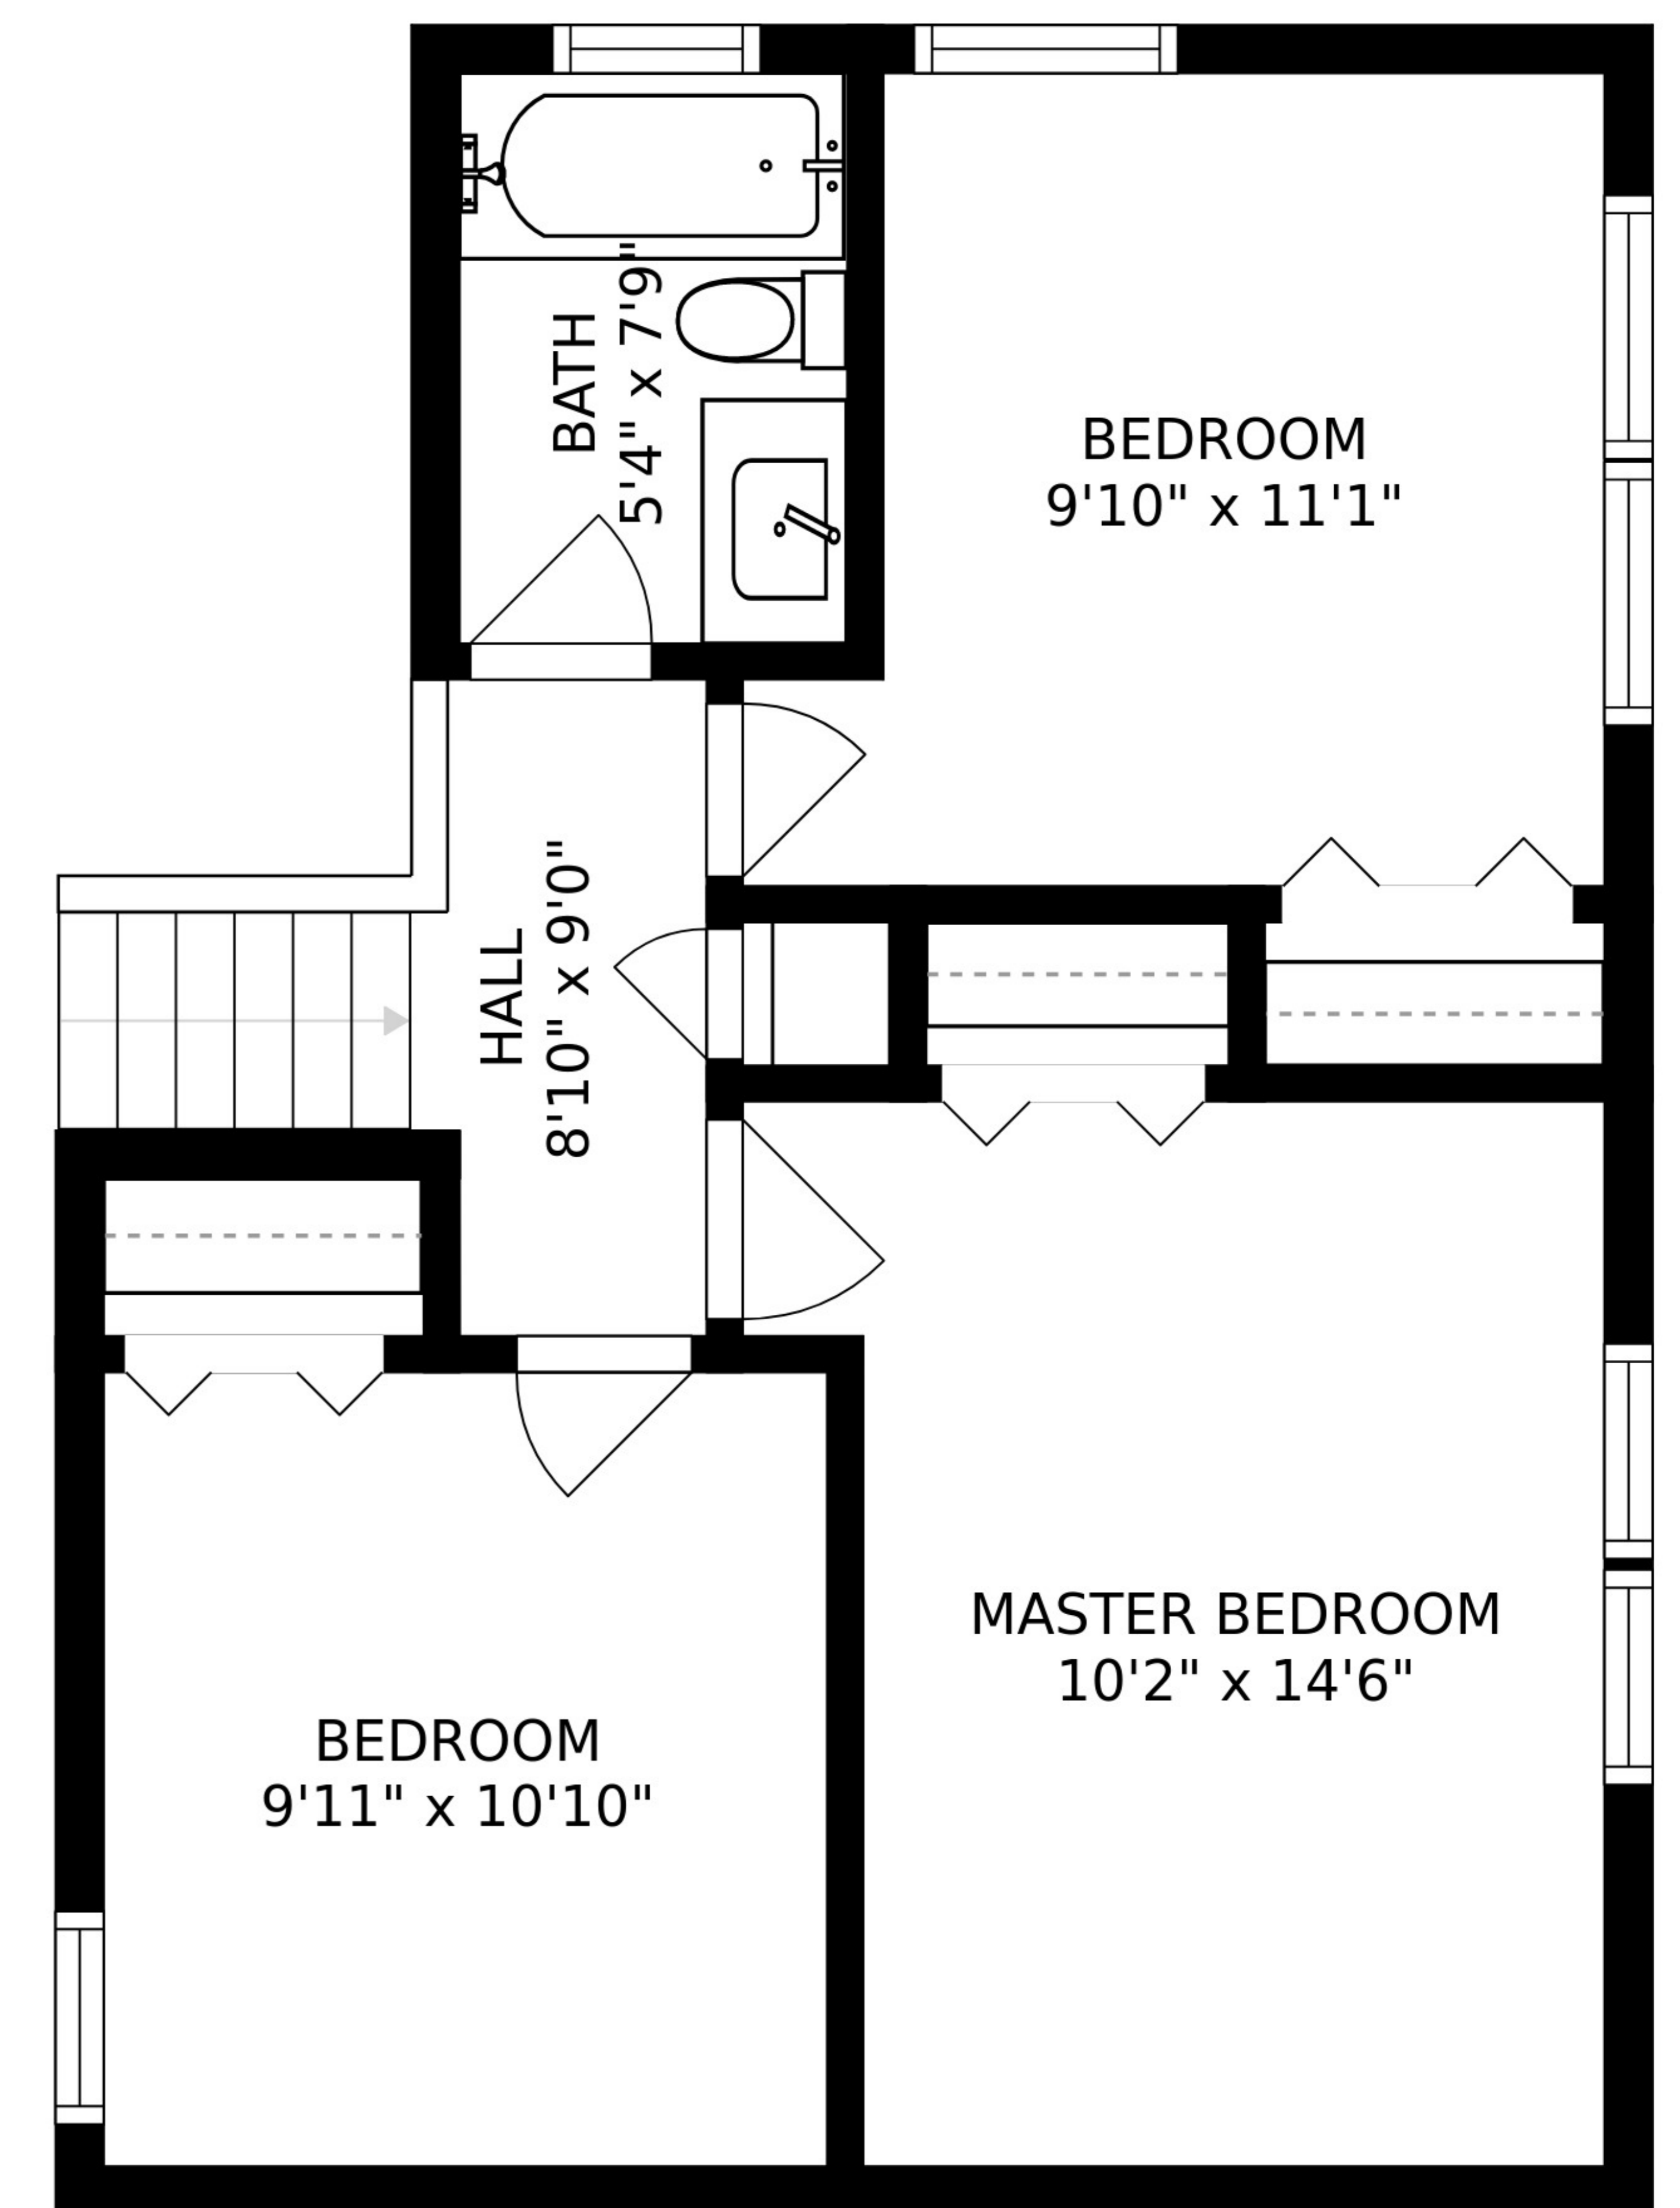 BATH
5'4" x 7'9"
BEDROOM
9'10" x 11'1"
HALL
8'10" x 9'0"
MASTER BEDROOM
10'2" x 14'6"
BEDROOM
9'11" x 10'10"